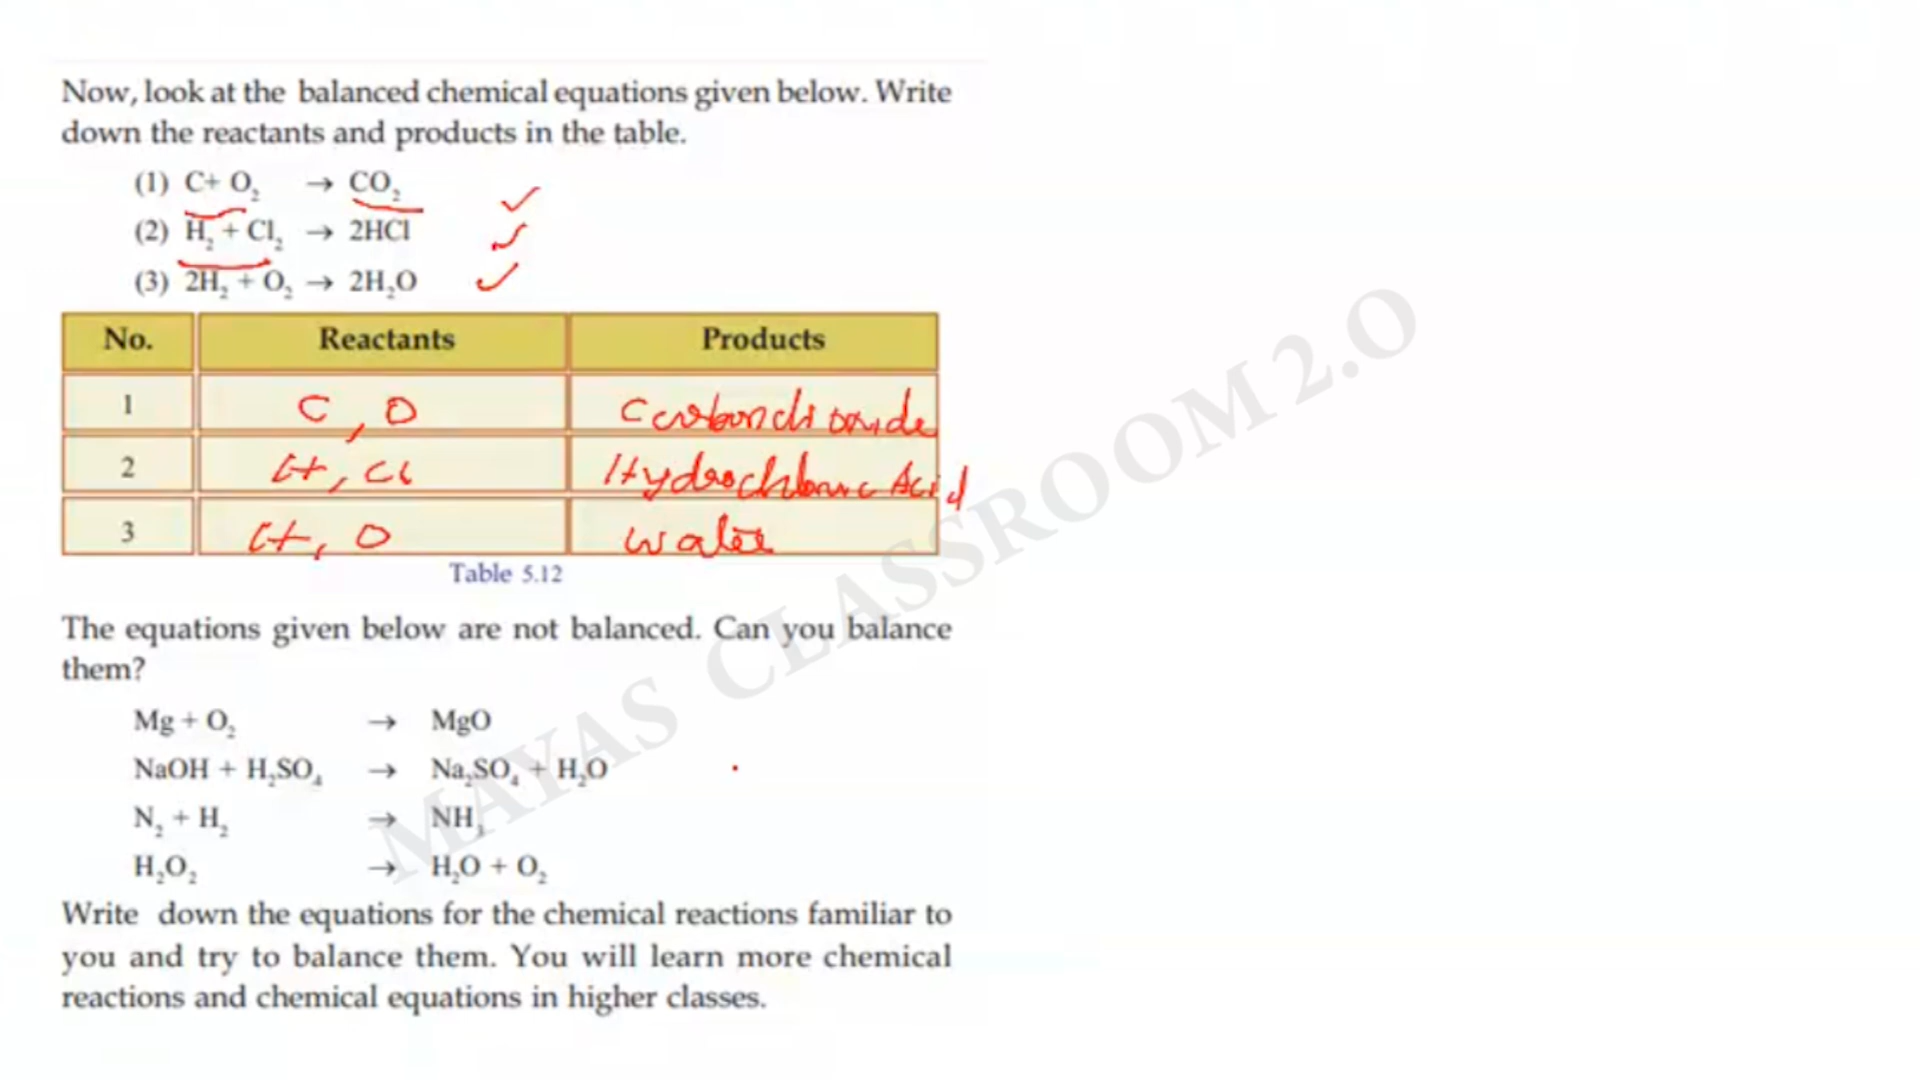 Now, look at the balanced chemical equations given below. Write
down the reactants and products in the table.
(1) C+ O₂ → CO₂
(2) H₂ + Cl₂ → 2HCl
(3) 2H₂ + O₂ → 2H₂O
No. Reactants Products
1 C, O Carbondioxide
2 H, Cl Hydrochloric Acid
3 H, O water
Table 5.12
The equations given below are not balanced. Can you balance
them?
Mg + O₂ → MgO
NaOH + H₂SO₄ → Na₂SO₄ + H₂O
N₂ + H₂ → NH₃
H₂O₂ → H₂O + O₂
Write down the equations for the chemical reactions familiar to
you and try to balance them. You will learn more chemical
reactions and chemical equations in higher classes.
MAYAS CLASSROOM 2.O